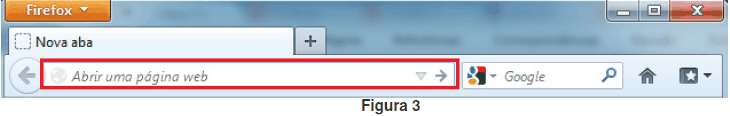 Firefox
Nova aba
Abrir uma página web
Google
Figura 3